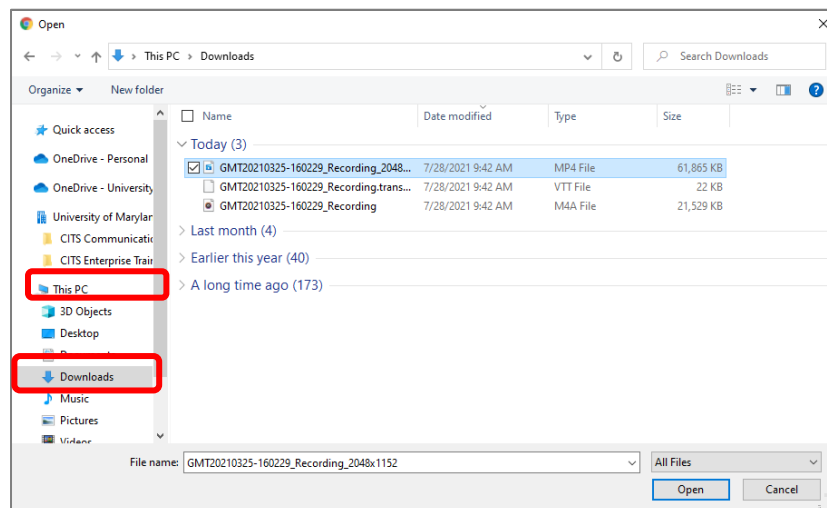 Open
This PC > Downloads
Search Downloads
Organize
New folder
Name Date modified Type Size
Quick access
OneDrive - Personal
OneDrive - University
University of Marylan
CITS Communicatic
CITS Enterprise Train
This PC
3D Objects
Desktop
Downloads
Music
Pictures
Videos
Today (3)
GMT20210325-160229_Recording_2048... 7/28/2021 9:42 AM MP4 File 61,865 KB
GMT20210325-160229_Recording.trans... 7/28/2021 9:42 AM VTT File 22 KB
GMT20210325-160229_Recording 7/28/2021 9:42 AM M4A File 21,529 KB
Last month (4)
Earlier this year (40)
A long time ago (173)
File name: GMT20210325-160229_Recording_2048x1152
All Files
Open Cancel